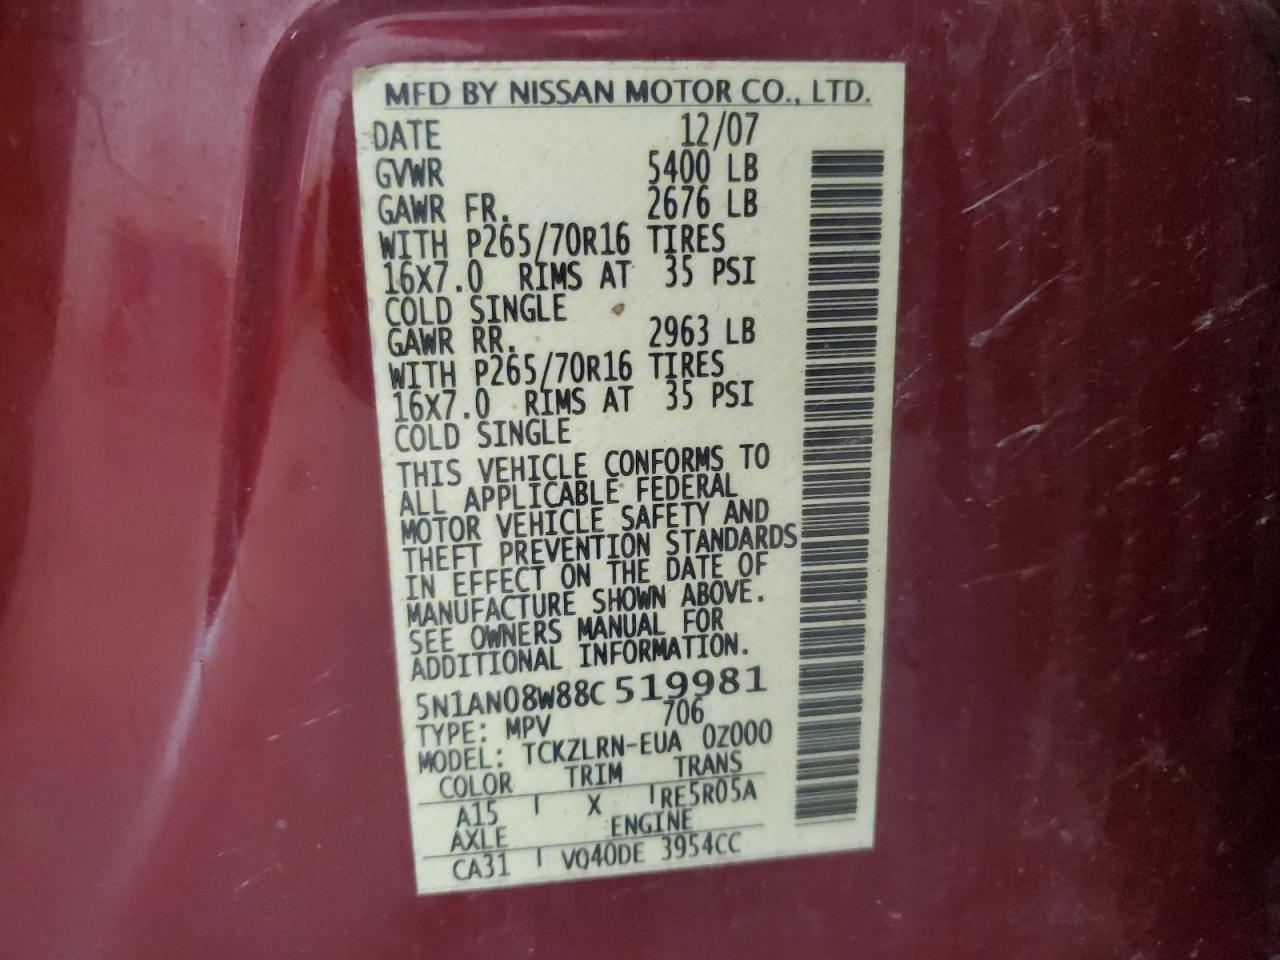 MFD BY NISSAN MOTOR CO., LTD.
DATE 12/07
GVWR 5400 LB
GAWR FR. 2676 LB
WITH P265/70R16 TIRES
16X7.0 RIMS AT 35 PSI
COLD SINGLE
GAWR RR. 2963 LB
WITH P265/70R16 TIRES
16X7.0 RIMS AT 35 PSI
COLD SINGLE
THIS VEHICLE CONFORMS TO
ALL APPLICABLE FEDERAL
MOTOR VEHICLE SAFETY AND
THEFT PREVENTION STANDARDS
IN EFFECT ON THE DATE OF
MANUFACTURE SHOWN ABOVE.
SEE OWNERS MANUAL FOR
ADDITIONAL INFORMATION.
5N1AN08W88C 519981
TYPE: MPV 706
MODEL: TCKZLRN-EUA 0Z000
COLOR TRIM TRANS
A15 X RE5R05A
AXLE ENGINE
CA31 VQ40DE 3954CC